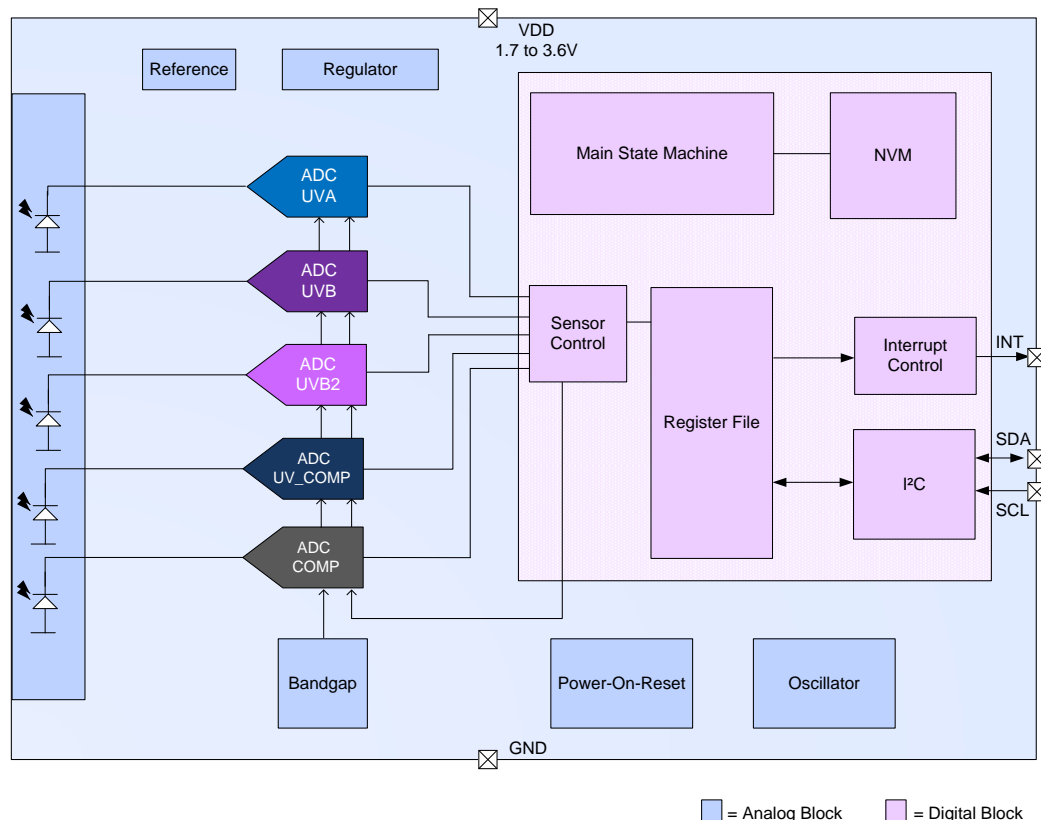 VDD
1.7 to 3.6V
Reference
Regulator
Main State Machine
NVM
ADC
UVA
ADC
UVB
ADC
UVB2
ADC
UV_COMP
ADC
COMP
Sensor
Control
Register File
Interrupt
Control
INT
I²C
SDA
SCL
Bandgap
Power-On-Reset
Oscillator
GND
= Analog Block
= Digital Block